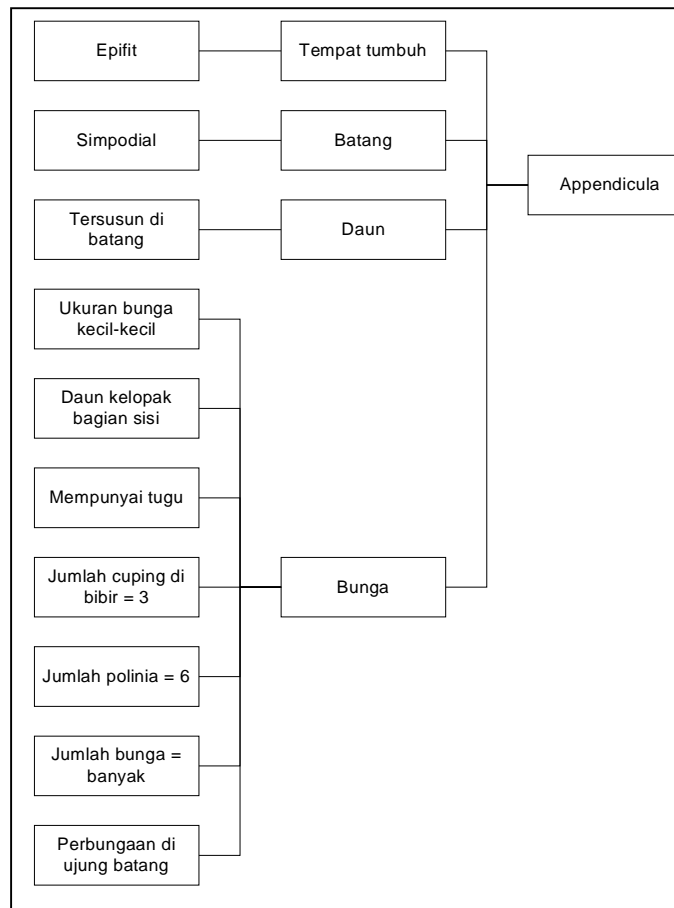 Epifit
Tempat tumbuh
Simpodial
Batang
Appendicula
Tersusun di
batang
Daun
Ukuran bunga
kecil-kecil
Daun kelopak
bagian sisi
Mempunyai tugu
Jumlah cuping di
bibir = 3
Bunga
Jumlah polinia = 6
Jumlah bunga =
banyak
Perbungaan di
ujung batang